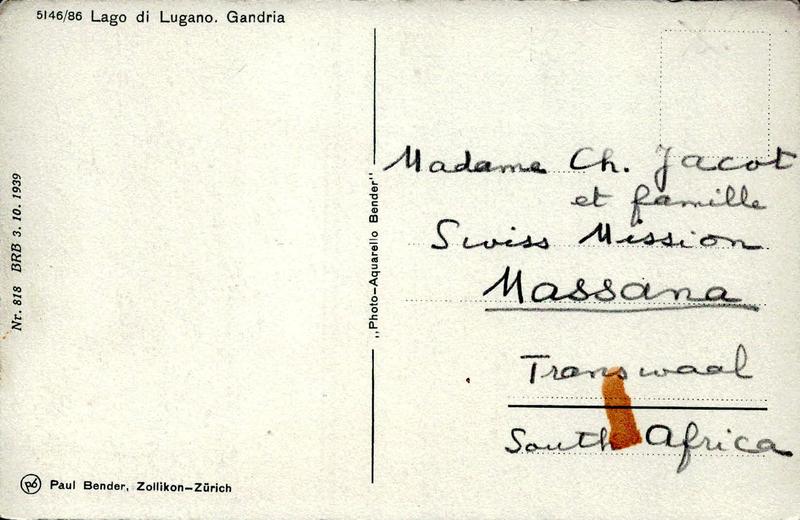 5146/86 Lago di Lugano. Gandria
Nr. 818 BRB 3. 10. 1939
„Photo-Aquarello Bender"
Madame Ch. Jacot
et famille
Swiss Mission
Massana
Transwaal
South Africa
pb Paul Bender, Zollikon-Zürich